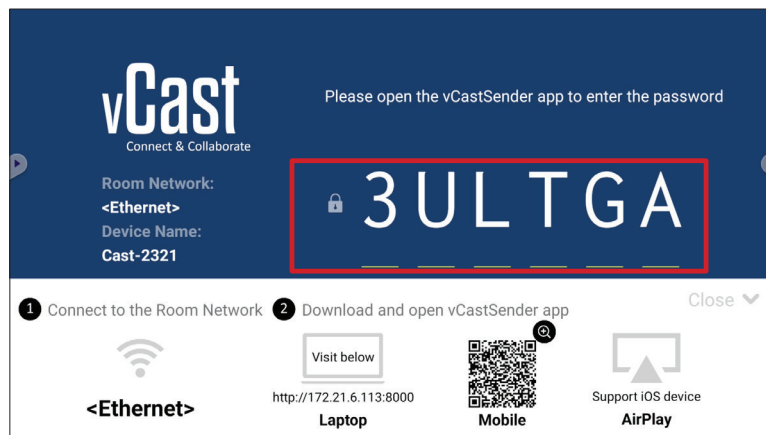 vCast
Connect & Collaborate
Please open the vCastSender app to enter the password
Room Network:
<Ethernet>
Device Name:
Cast-2321
3ULTGA
1 Connect to the Room Network
2 Download and open vCastSender app
Close
<Ethernet>
Visit below
http://172.21.6.113:8000
Laptop
Mobile
Support iOS device
AirPlay